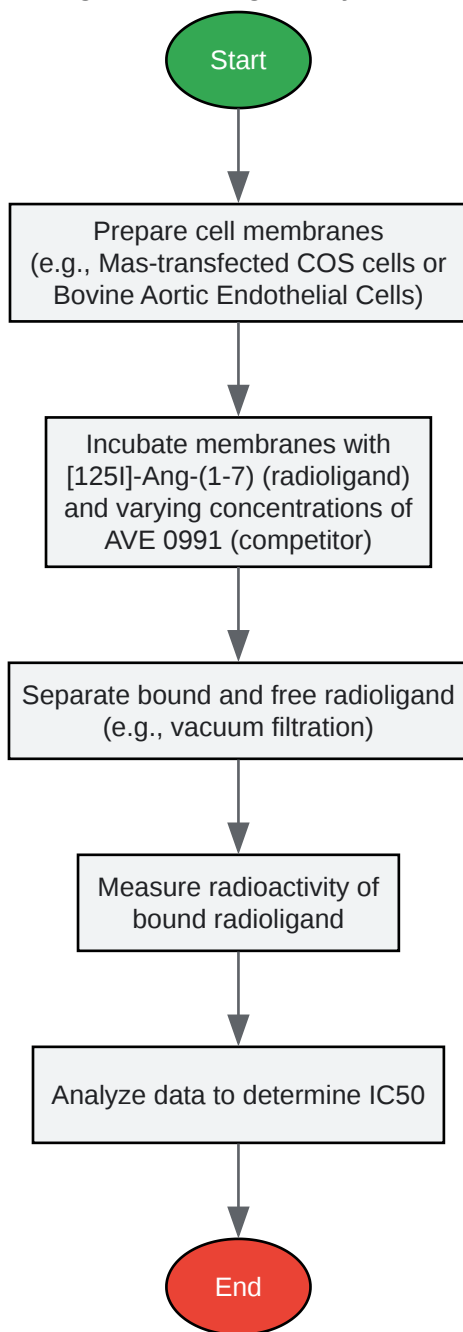 Start
Prepare cell membranes
(e.g., Mas-transfected COS cells or
Bovine Aortic Endothelial Cells)
Incubate membranes with
[125I]-Ang-(1-7) (radioligand)
and varying concentrations of
AVE 0991 (competitor)
Separate bound and free radioligand
(e.g., vacuum filtration)
Measure radioactivity of
bound radioligand
Analyze data to determine IC50
End